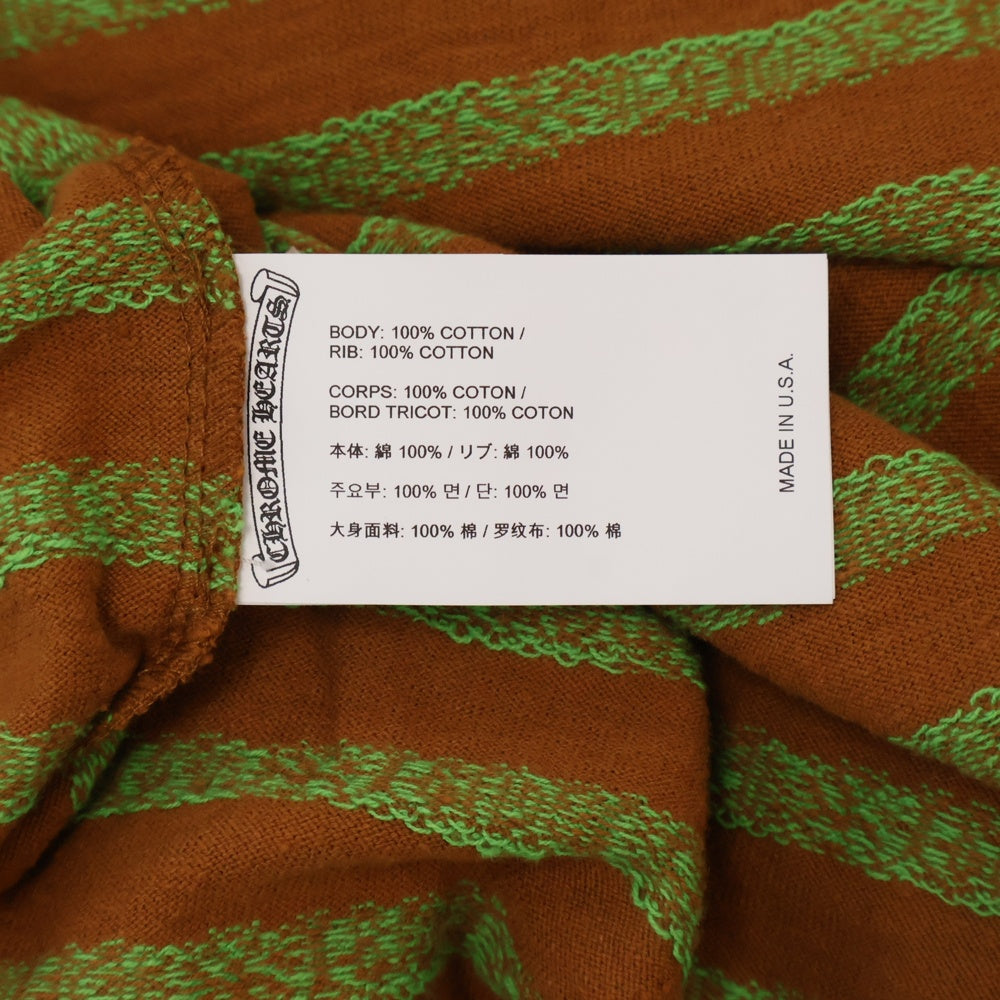 CHROME HEARTS
BODY: 100% COTTON /
RIB: 100% COTTON
CORPS: 100% COTON /
BORD TRICOT: 100% COTON
本体: 綿 100% / リブ: 綿 100%
주요부: 100% 면 / 단: 100% 면
大身面料: 100% 棉 / 罗纹布: 100% 棉
MADE IN U.S.A.